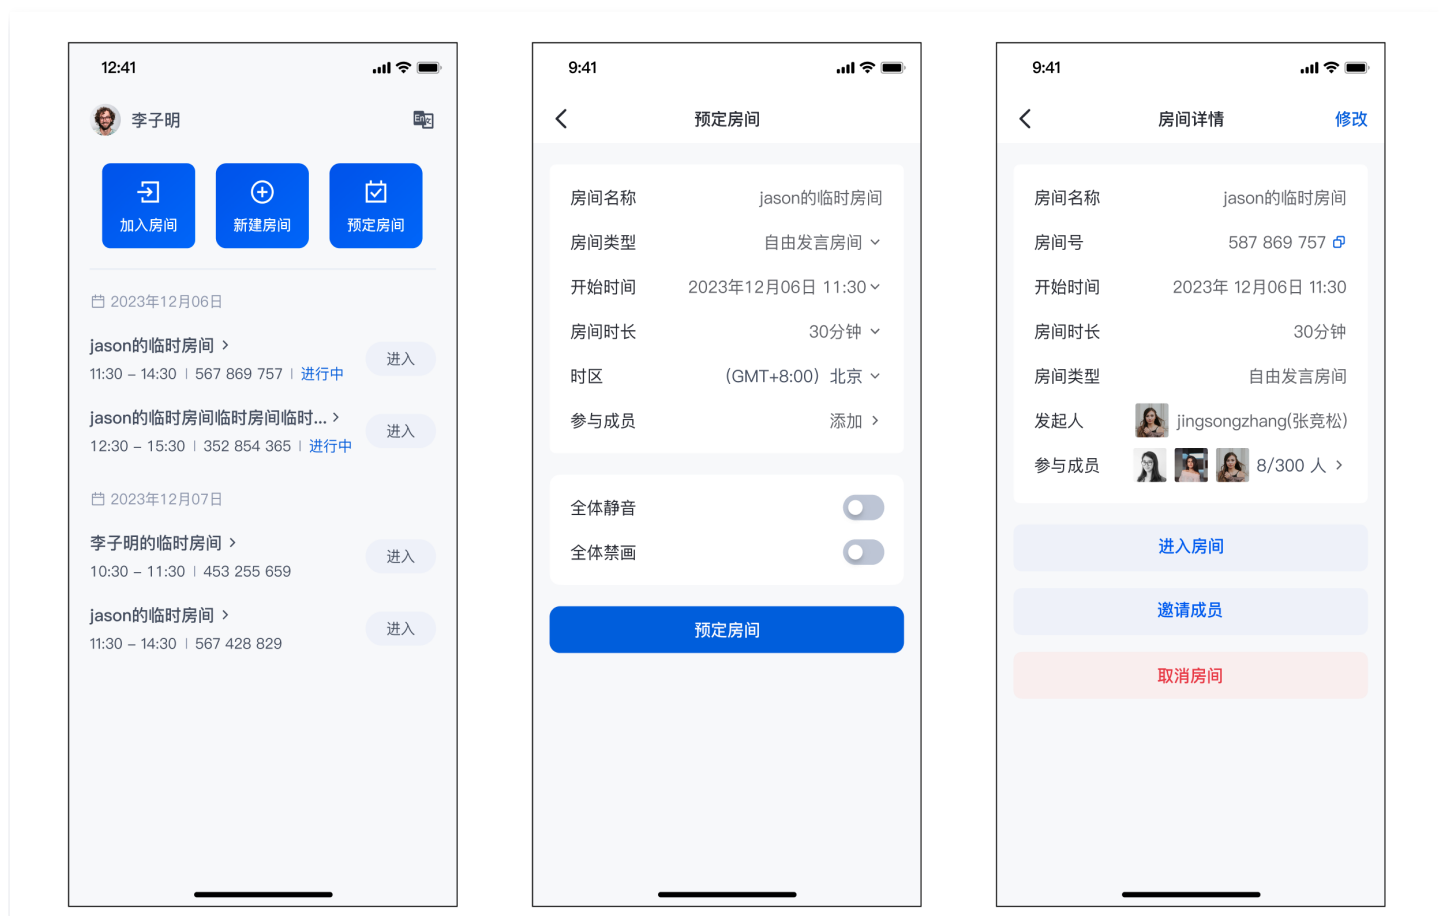 12:41
李子明
加入房间
新建房间
预定房间
2023年12月06日
jason的临时房间
进入
11:30 – 14:30 | 567 869 757 | 进行中
jason的临时房间临时房间临时...
进入
12:30 – 15:30 | 352 854 365 | 进行中
2023年12月07日
李子明的临时房间
进入
10:30 – 11:30 | 453 255 659
jason的临时房间
进入
11:30 – 14:30 | 567 428 829
9:41
预定房间
房间名称 jason的临时房间
房间类型 自由发言房间
开始时间 2023年12月06日 11:30
房间时长 30分钟
时区 (GMT+8:00) 北京
参与成员 添加
全体静音
全体禁画
预定房间
9:41
房间详情 修改
房间名称 jason的临时房间
房间号 587 869 757
开始时间 2023年 12月06日 11:30
房间时长 30分钟
房间类型 自由发言房间
发起人 jingsongzhang(张竞松)
参与成员 8/300 人
进入房间
邀请成员
取消房间